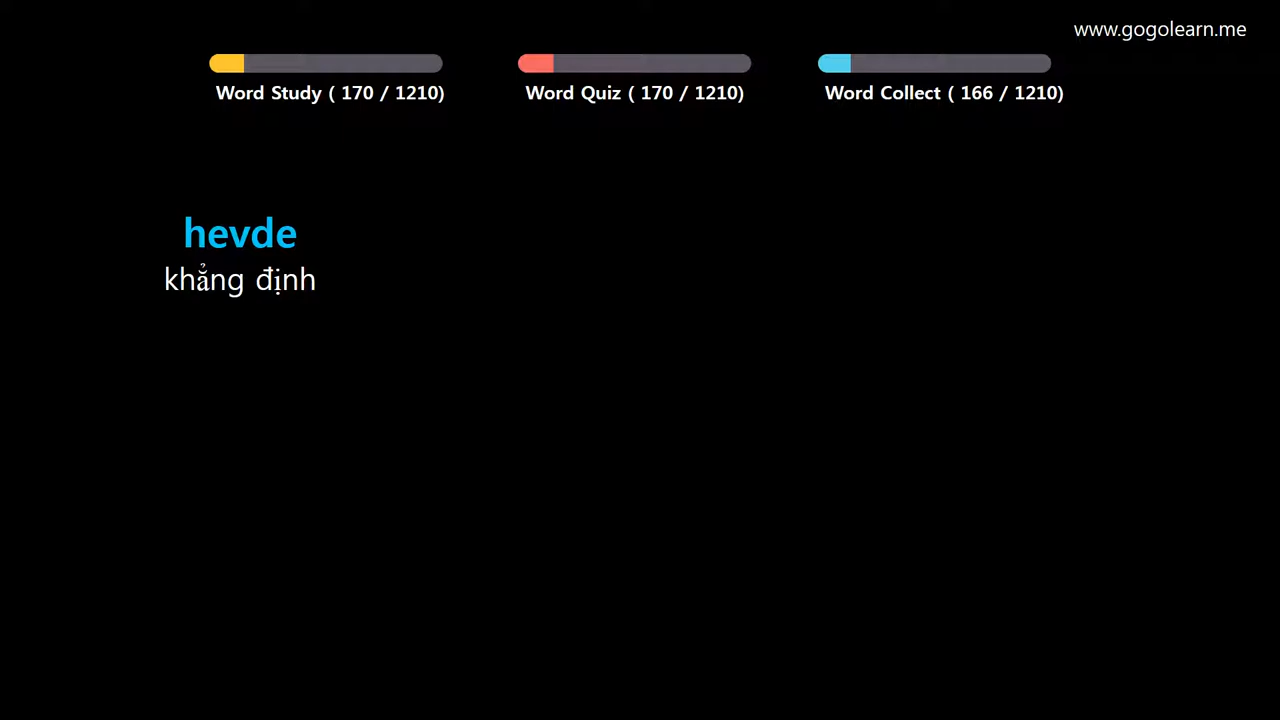 www.gogolearn.me
Word Study ( 170 / 1210)
Word Quiz ( 170 / 1210)
Word Collect ( 166 / 1210)
hevde
khẳng định